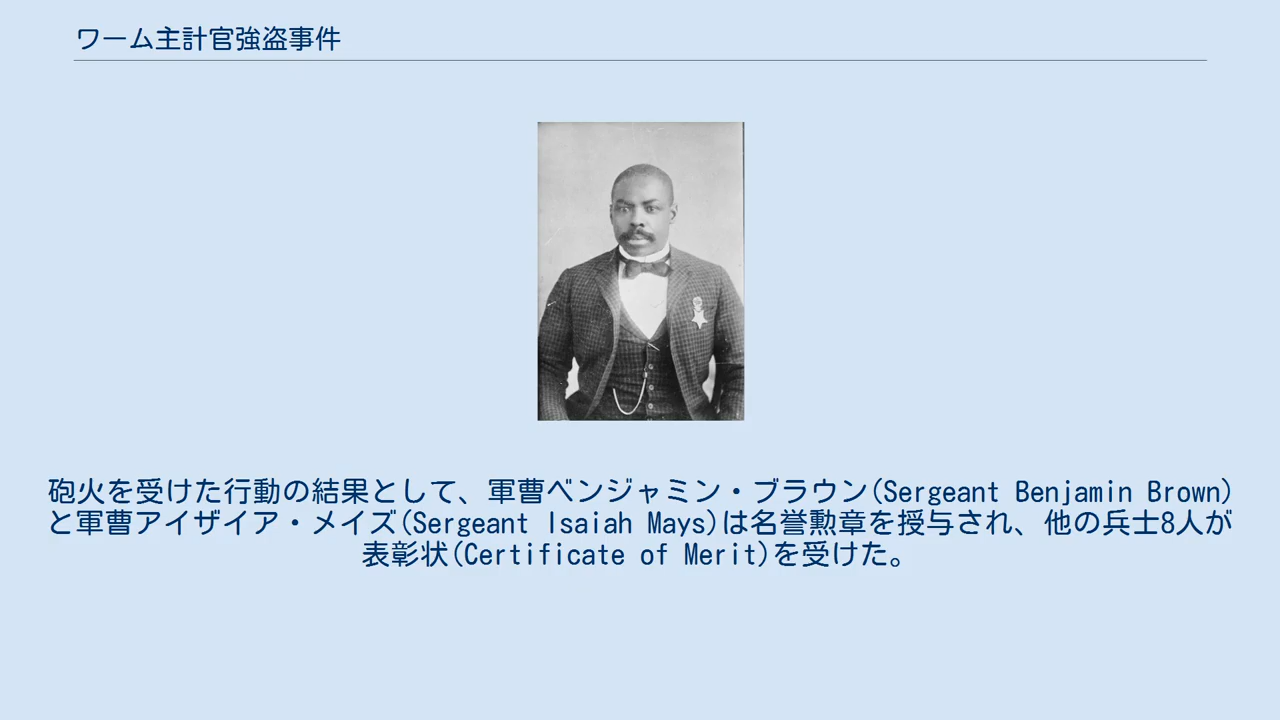 ワーム主計官強盗事件
砲火を受けた行動の結果として、軍曹ベンジャミン・ブラウン(Sergeant Benjamin Brown)
と軍曹アイザイア・メイズ(Sergeant Isaiah Mays)は名誉勲章を授与され、他の兵士8人が
表彰状(Certificate of Merit)を受けた。